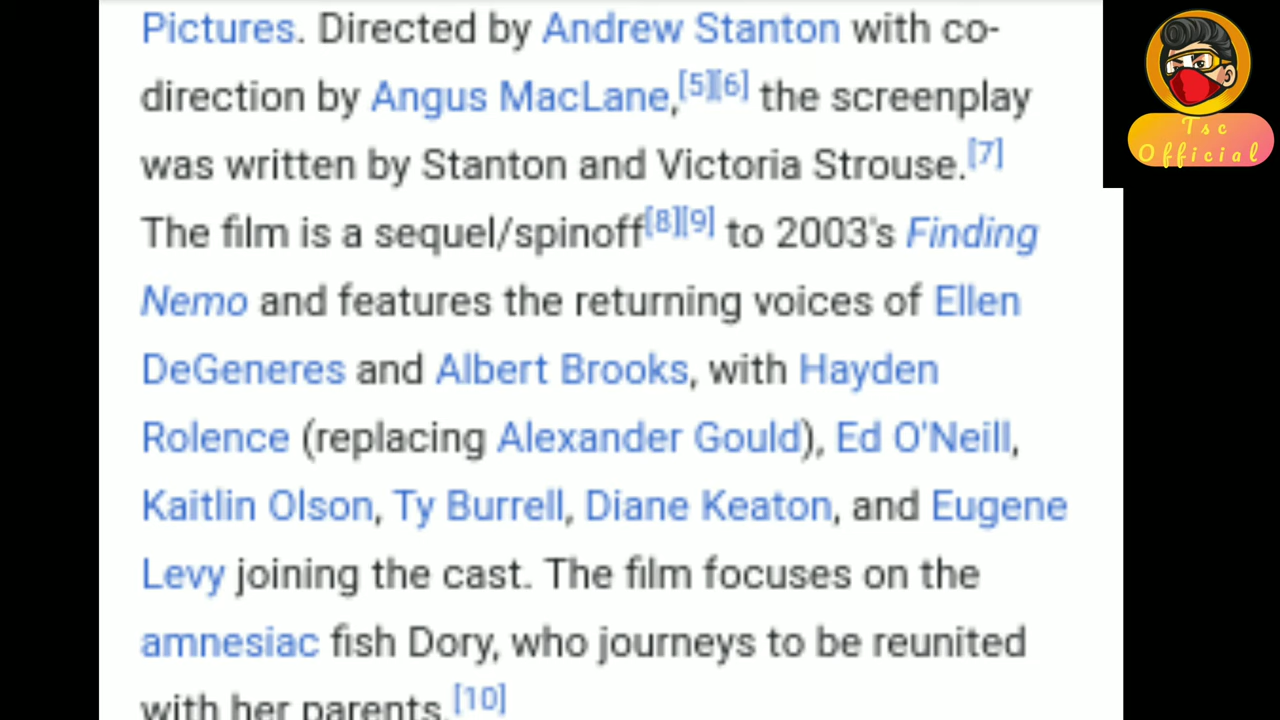 Pictures. Directed by Andrew Stanton with co-
direction by Angus MacLane,[5][6] the screenplay
was written by Stanton and Victoria Strouse.[7]
The film is a sequel/spinoff[8][9] to 2003's Finding
Nemo and features the returning voices of Ellen
DeGeneres and Albert Brooks, with Hayden
Rolence (replacing Alexander Gould), Ed O'Neill,
Kaitlin Olson, Ty Burrell, Diane Keaton, and Eugene
Levy joining the cast. The film focuses on the
amnesiac fish Dory, who journeys to be reunited
with her parents.[10]
Tsc
Official